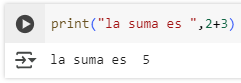 print("la suma es ",2+3)
la suma es  5